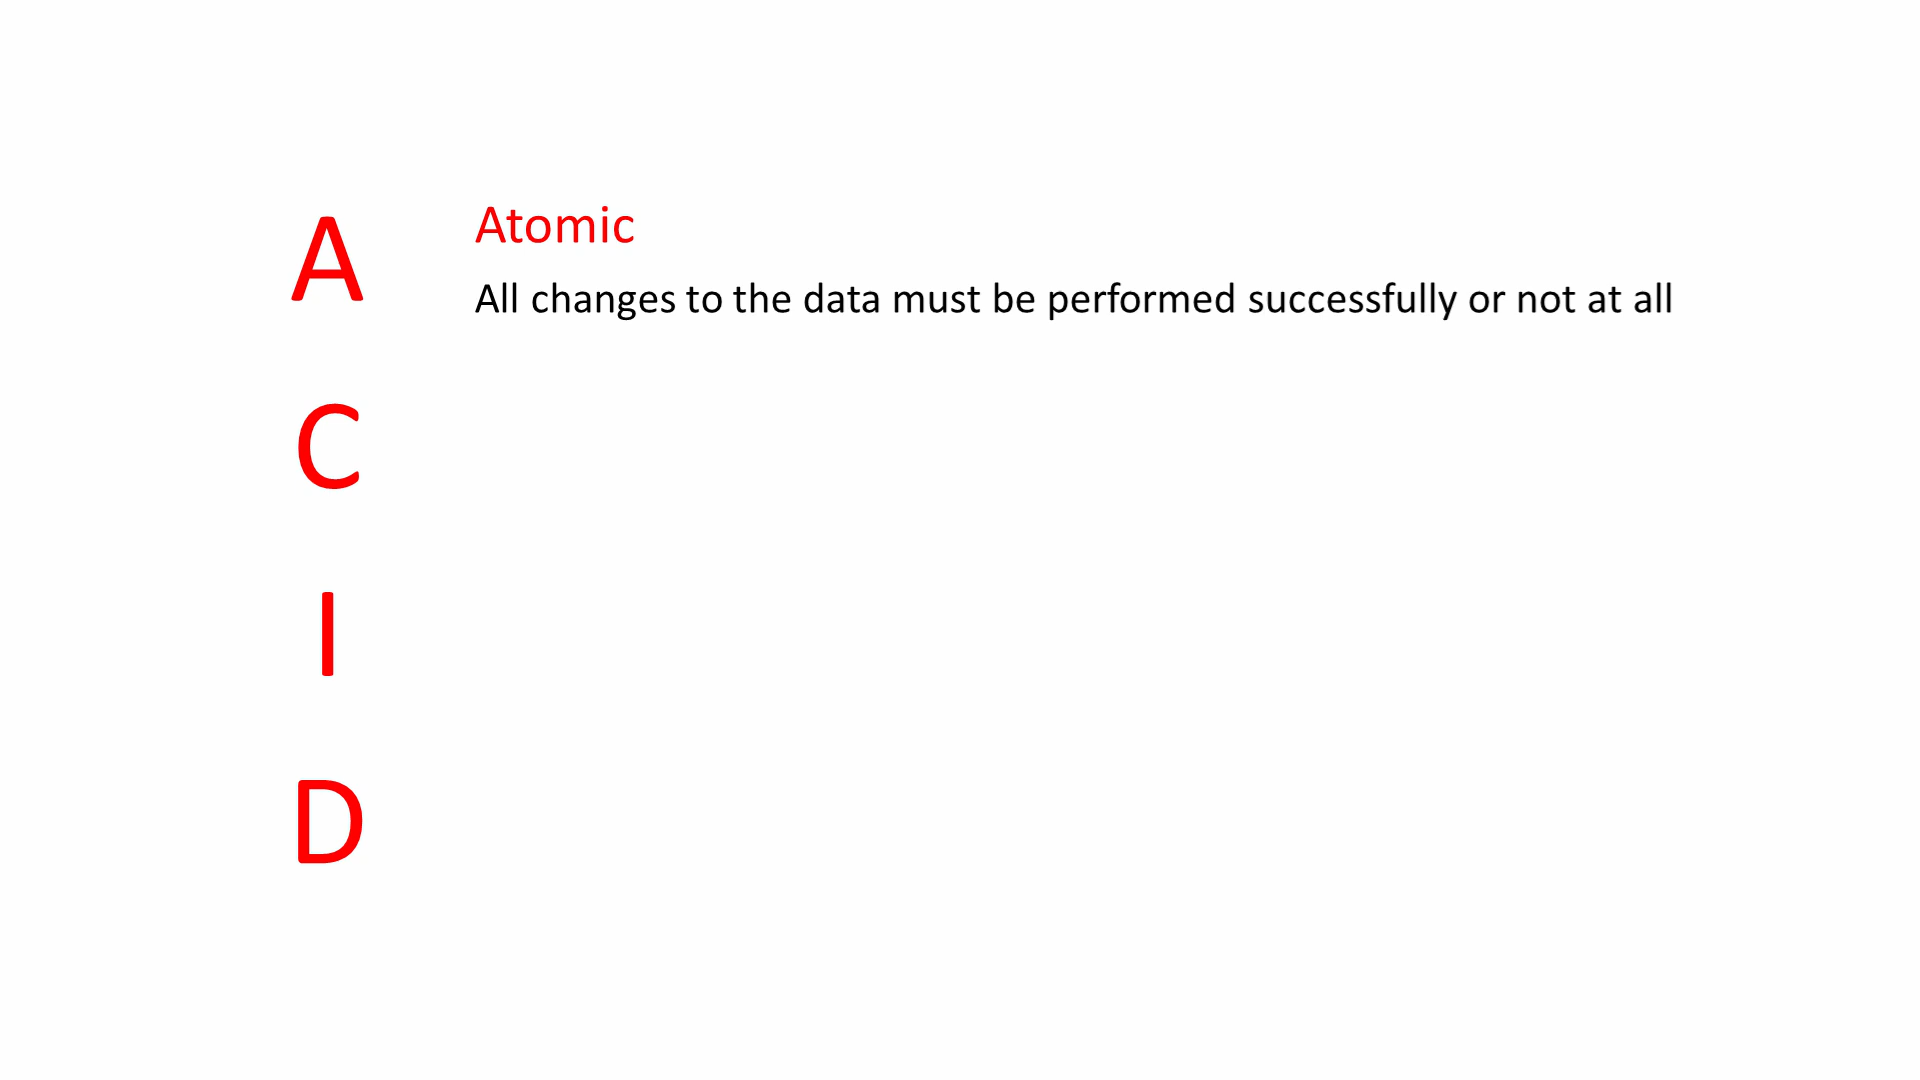 A
Atomic
All changes to the data must be performed successfully or not at all
C
I
D